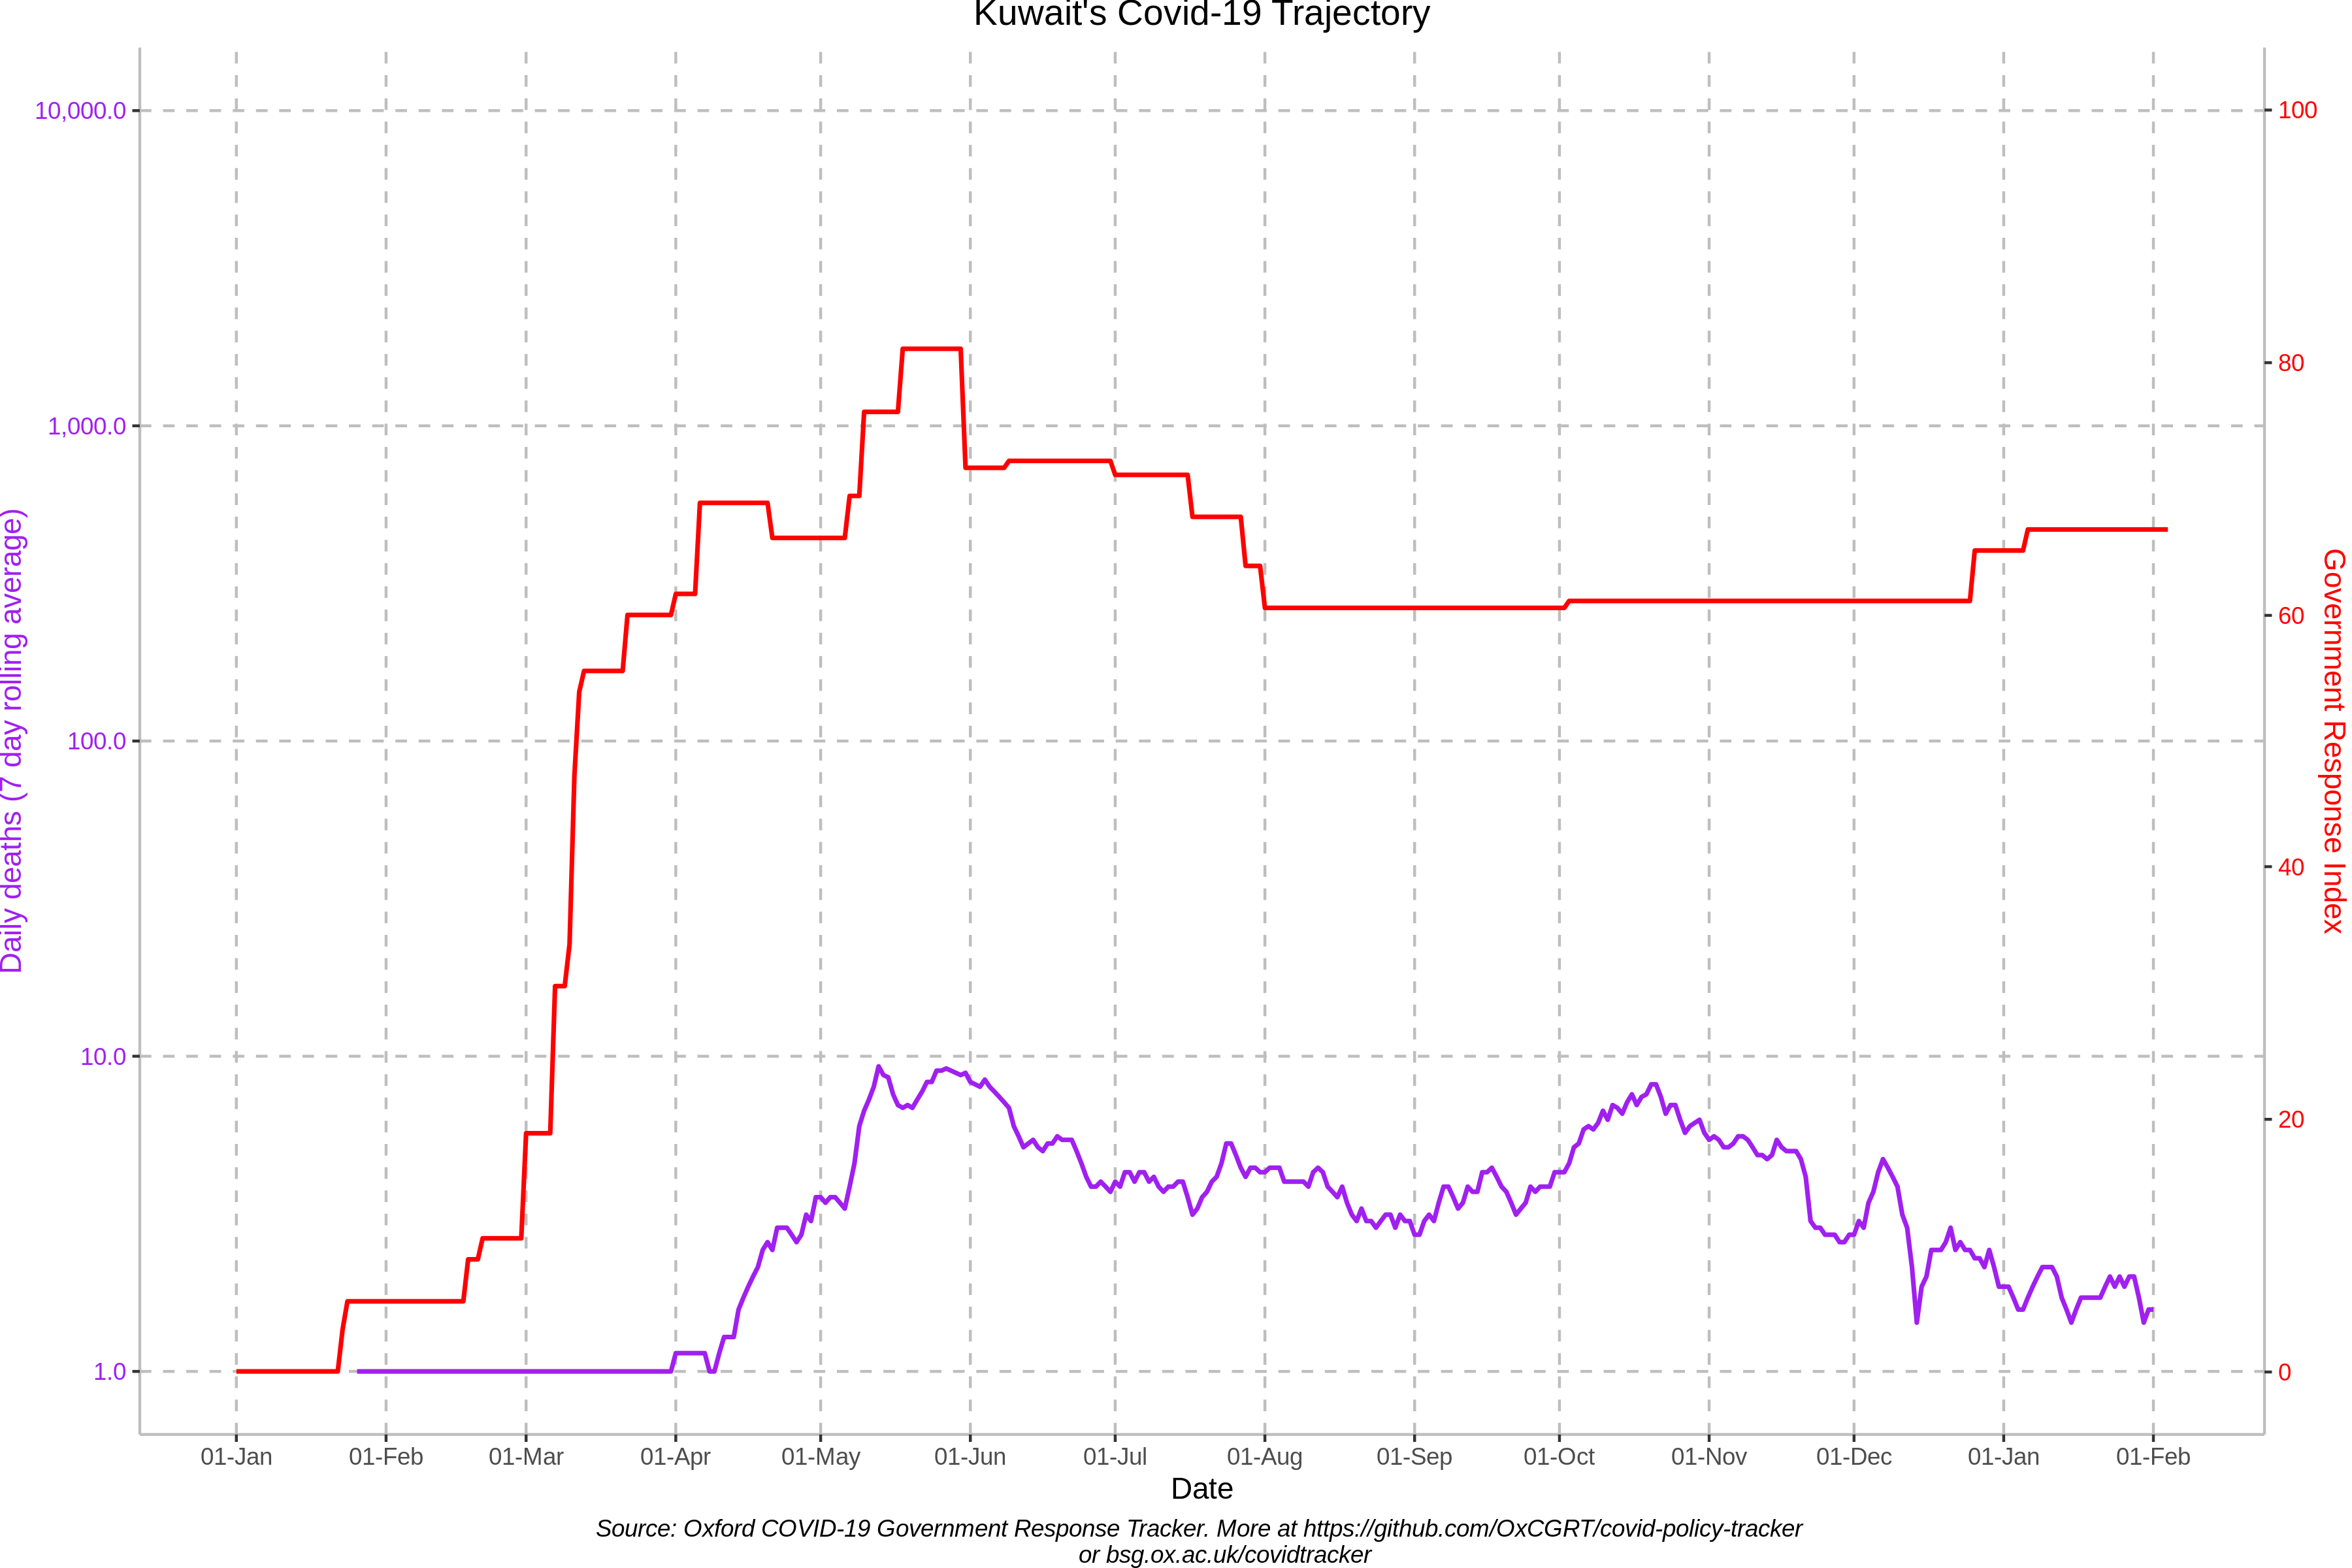 Kuwait's Covid-19 Trajectory
10,000.0
1,000.0
100.0
10.0
1.0
Daily deaths (7 day rolling average)
100
80
60
40
20
0
Government Response Index
01-Jan 01-Feb 01-Mar 01-Apr 01-May 01-Jun 01-Jul 01-Aug 01-Sep 01-Oct 01-Nov 01-Dec 01-Jan 01-Feb
Date
Source: Oxford COVID-19 Government Response Tracker. More at https://github.com/OxCGRT/covid-policy-tracker
or bsg.ox.ac.uk/covidtracker